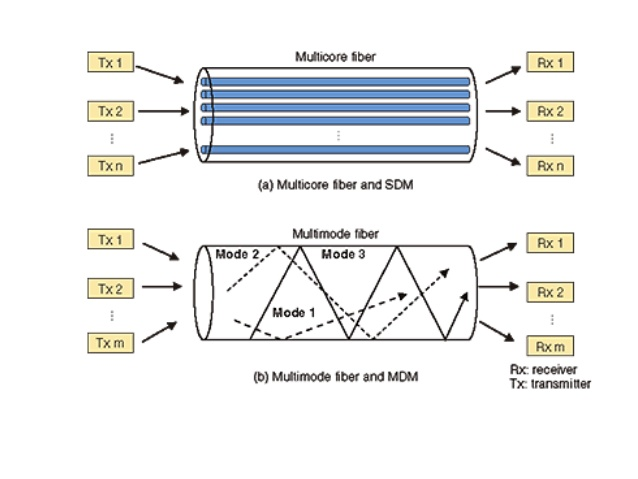 Multicore fiber
Tx 1
Rx 1
Tx 2
Rx 2
Tx n
Rx n
(a) Multicore fiber and SDM
Multimode fiber
Tx 1
Mode 2
Mode 3
Rx 1
Tx 2
Rx 2
Mode 1
Tx m
Rx m
(b) Multimode fiber and MDM
Rx: receiver
Tx: transmitter